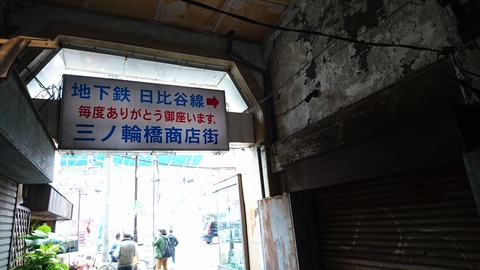 地下鉄 日比谷線→
毎度ありがとう御座います。
三ノ輪橋商店街